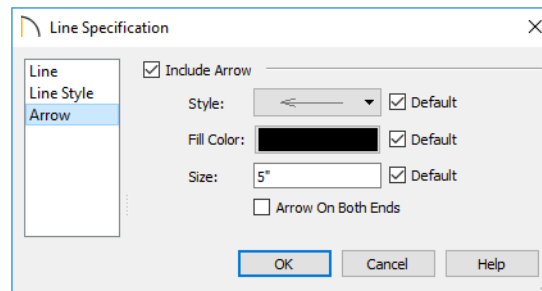 Line Specification
Line
Line Style
Arrow
Include Arrow
Style: Default
Fill Color: Default
Size: 5" Default
Arrow On Both Ends
OK Cancel Help